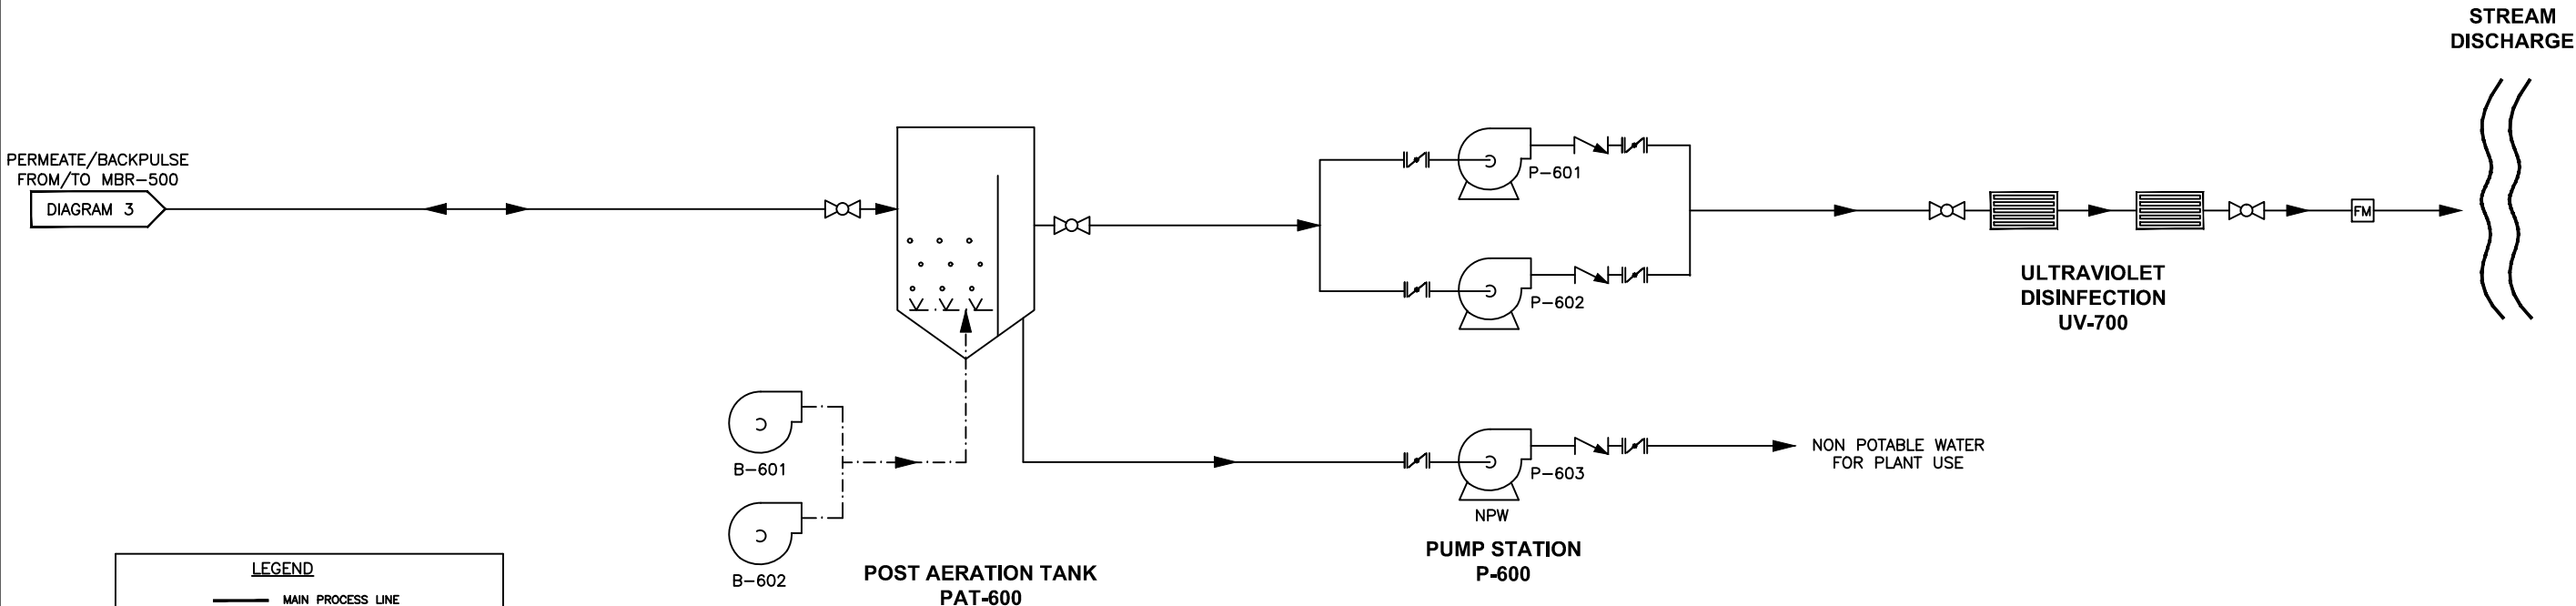 STREAM
DISCHARGE
PERMEATE/BACKPULSE
FROM/TO MBR-500
DIAGRAM 3
P-601
FM
P-602
ULTRAVIOLET
DISINFECTION
UV-700
B-601
P-603
NON POTABLE WATER
FOR PLANT USE
NPW
B-602
POST AERATION TANK
PAT-600
PUMP STATION
P-600
LEGEND
MAIN PROCESS LINE